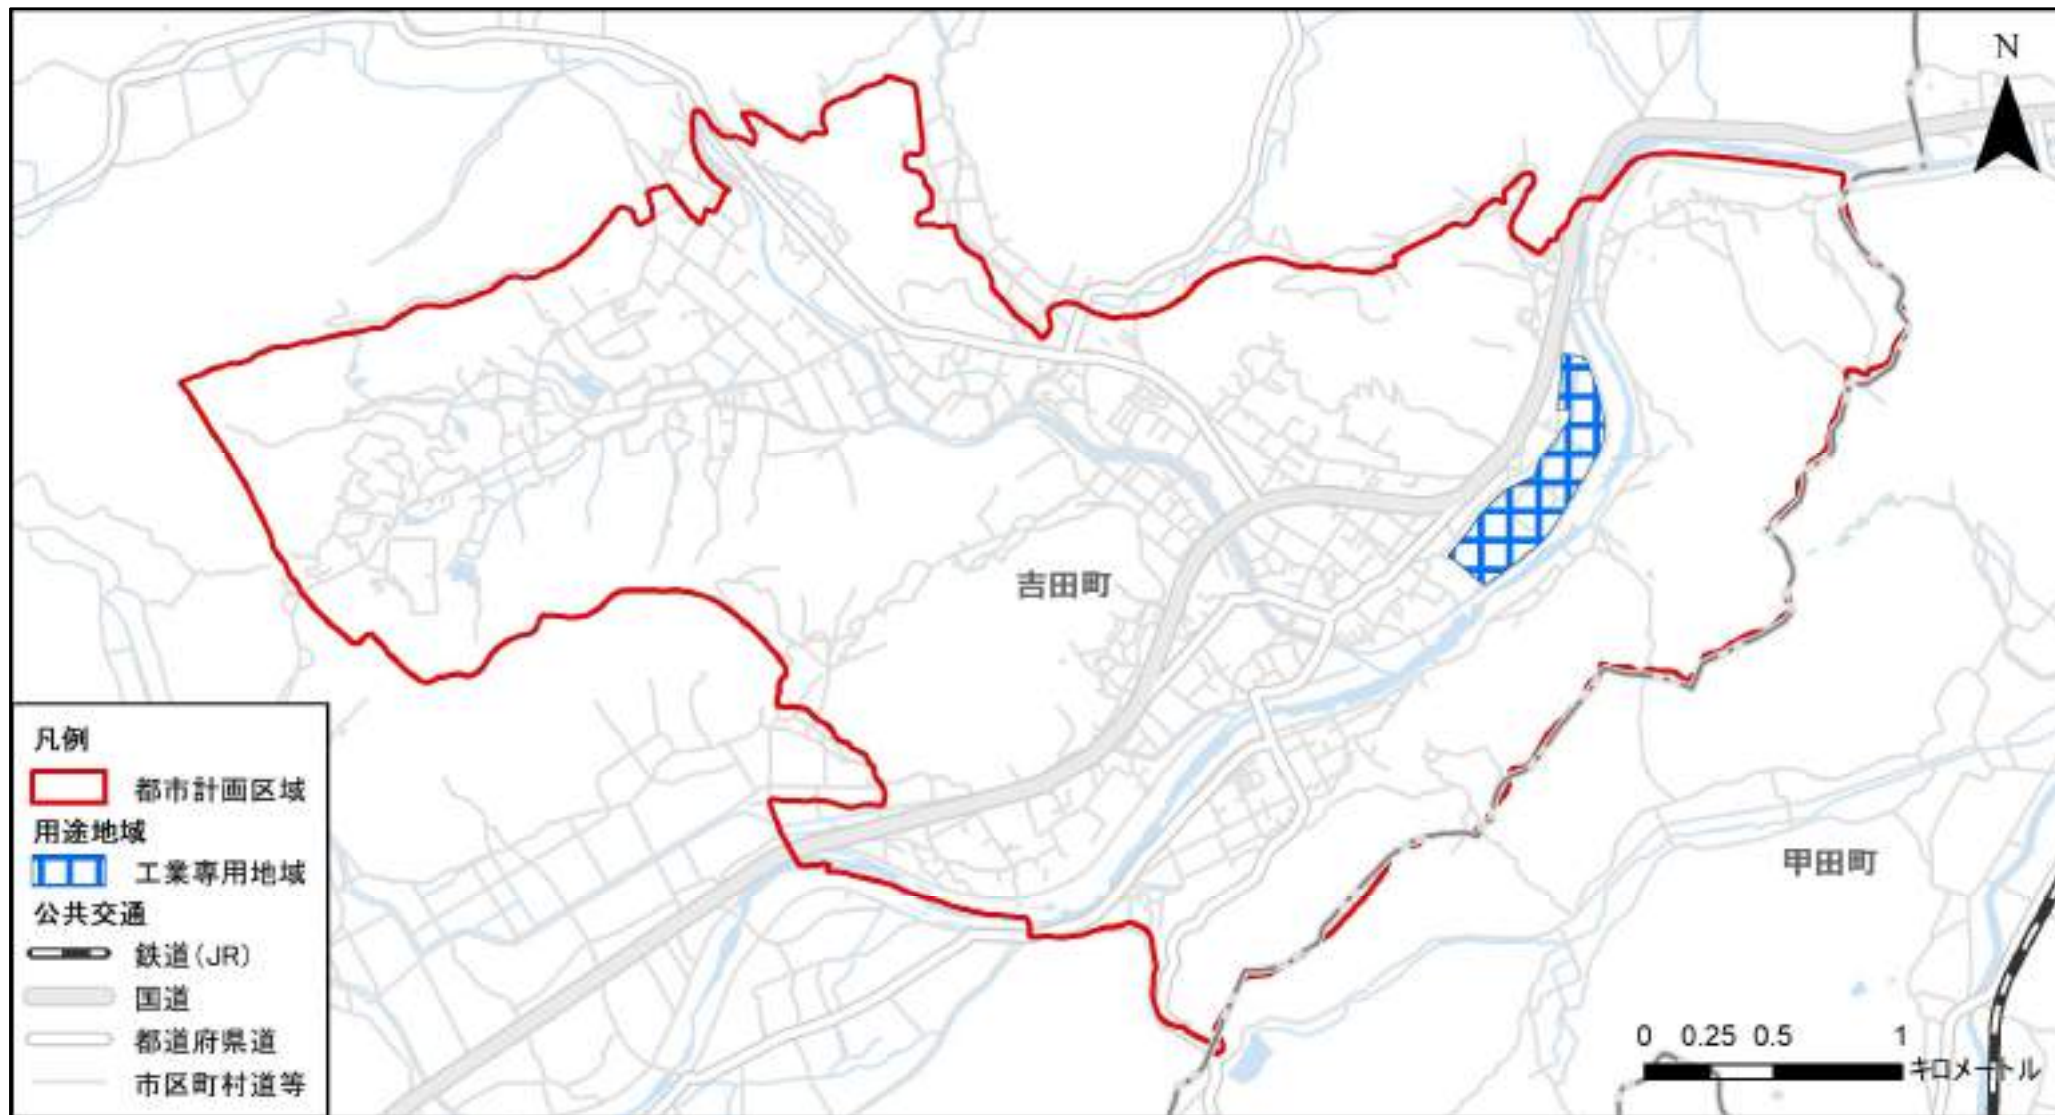 N
吉田町
甲田町
凡例
都市計画区域
用途地域
工業専用地域
公共交通
鉄道(JR)
国道
都道府県道
市区町村道等
0 0.25 0.5 1
キロメートル